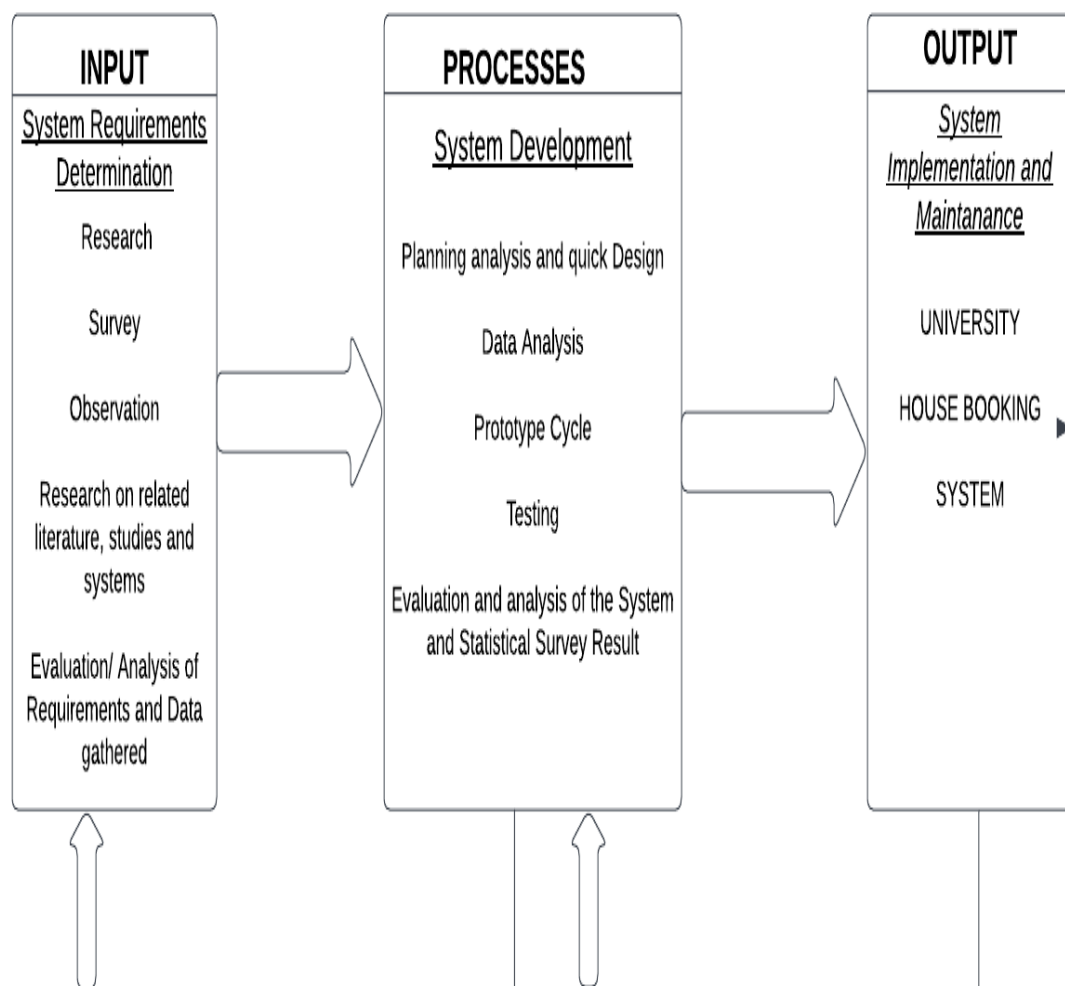 INPUT
System Requirements
Determination
Research
Survey
Observation
Research on related
literature, studies and
systems
Evaluation/ Analysis of
Requirements and Data
gathered
PROCESSES
System Development
Planning analysis and quick Design
Data Analysis
Prototype Cycle
Testing
Evaluation and analysis of the System
and Statistical Survey Result
OUTPUT
System
Implementation and
Maintanance
UNIVERSITY
HOUSE BOOKING
SYSTEM